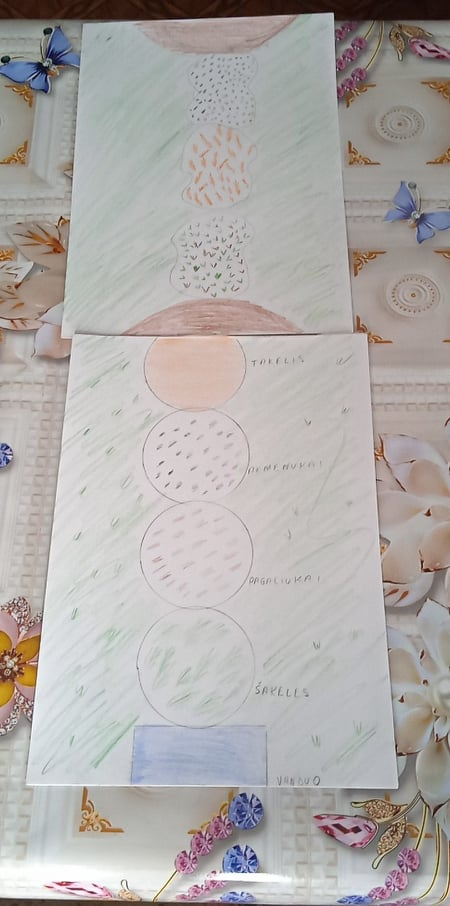 TAKELIS
AKMENUKAI
PAGALIUKAI
ŠAKELES
VANDUO